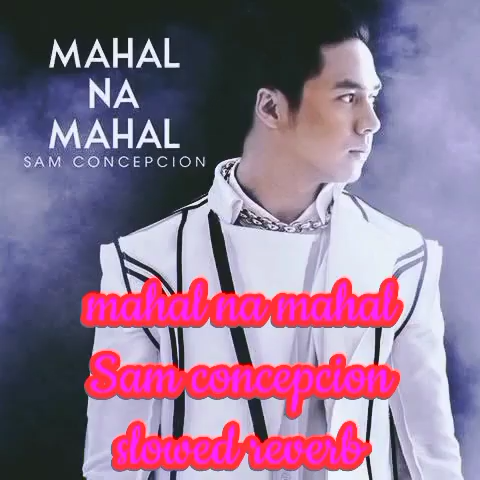 MAHAL
NA
MAHAL
SAM CONCEPCION
mahal na mahal
Sam concepcion
slowed reverb